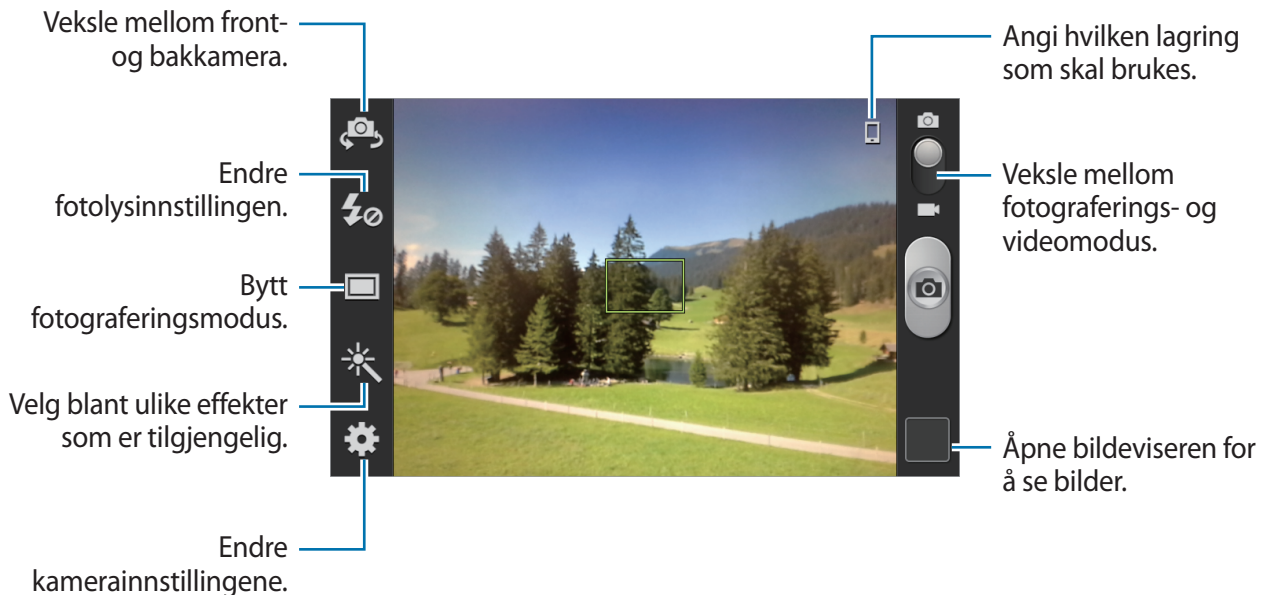 Veksle mellom front-
og bakkamera.
Endre
fotolysinnstillingen.
Bytt
fotograferingsmodus.
Velg blant ulike effekter
som er tilgjengelig.
Endre
kamerainnstillingene.
Angi hvilken lagring
som skal brukes.
Veksle mellom
fotograferings- og
videomodus.
Åpne bildeviseren for
å se bilder.